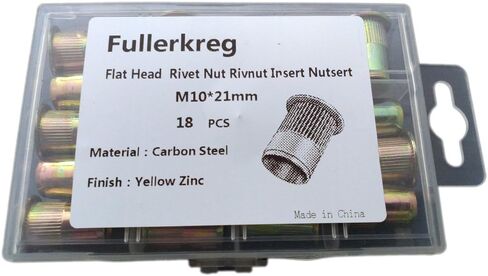 Fullerkreg
Flat Head Rivet Nut Rivnut Insert Nutsert
M10*21mm
18 PCS
Material : Carbon Steel
Finish : Yellow Zinc
Made in China